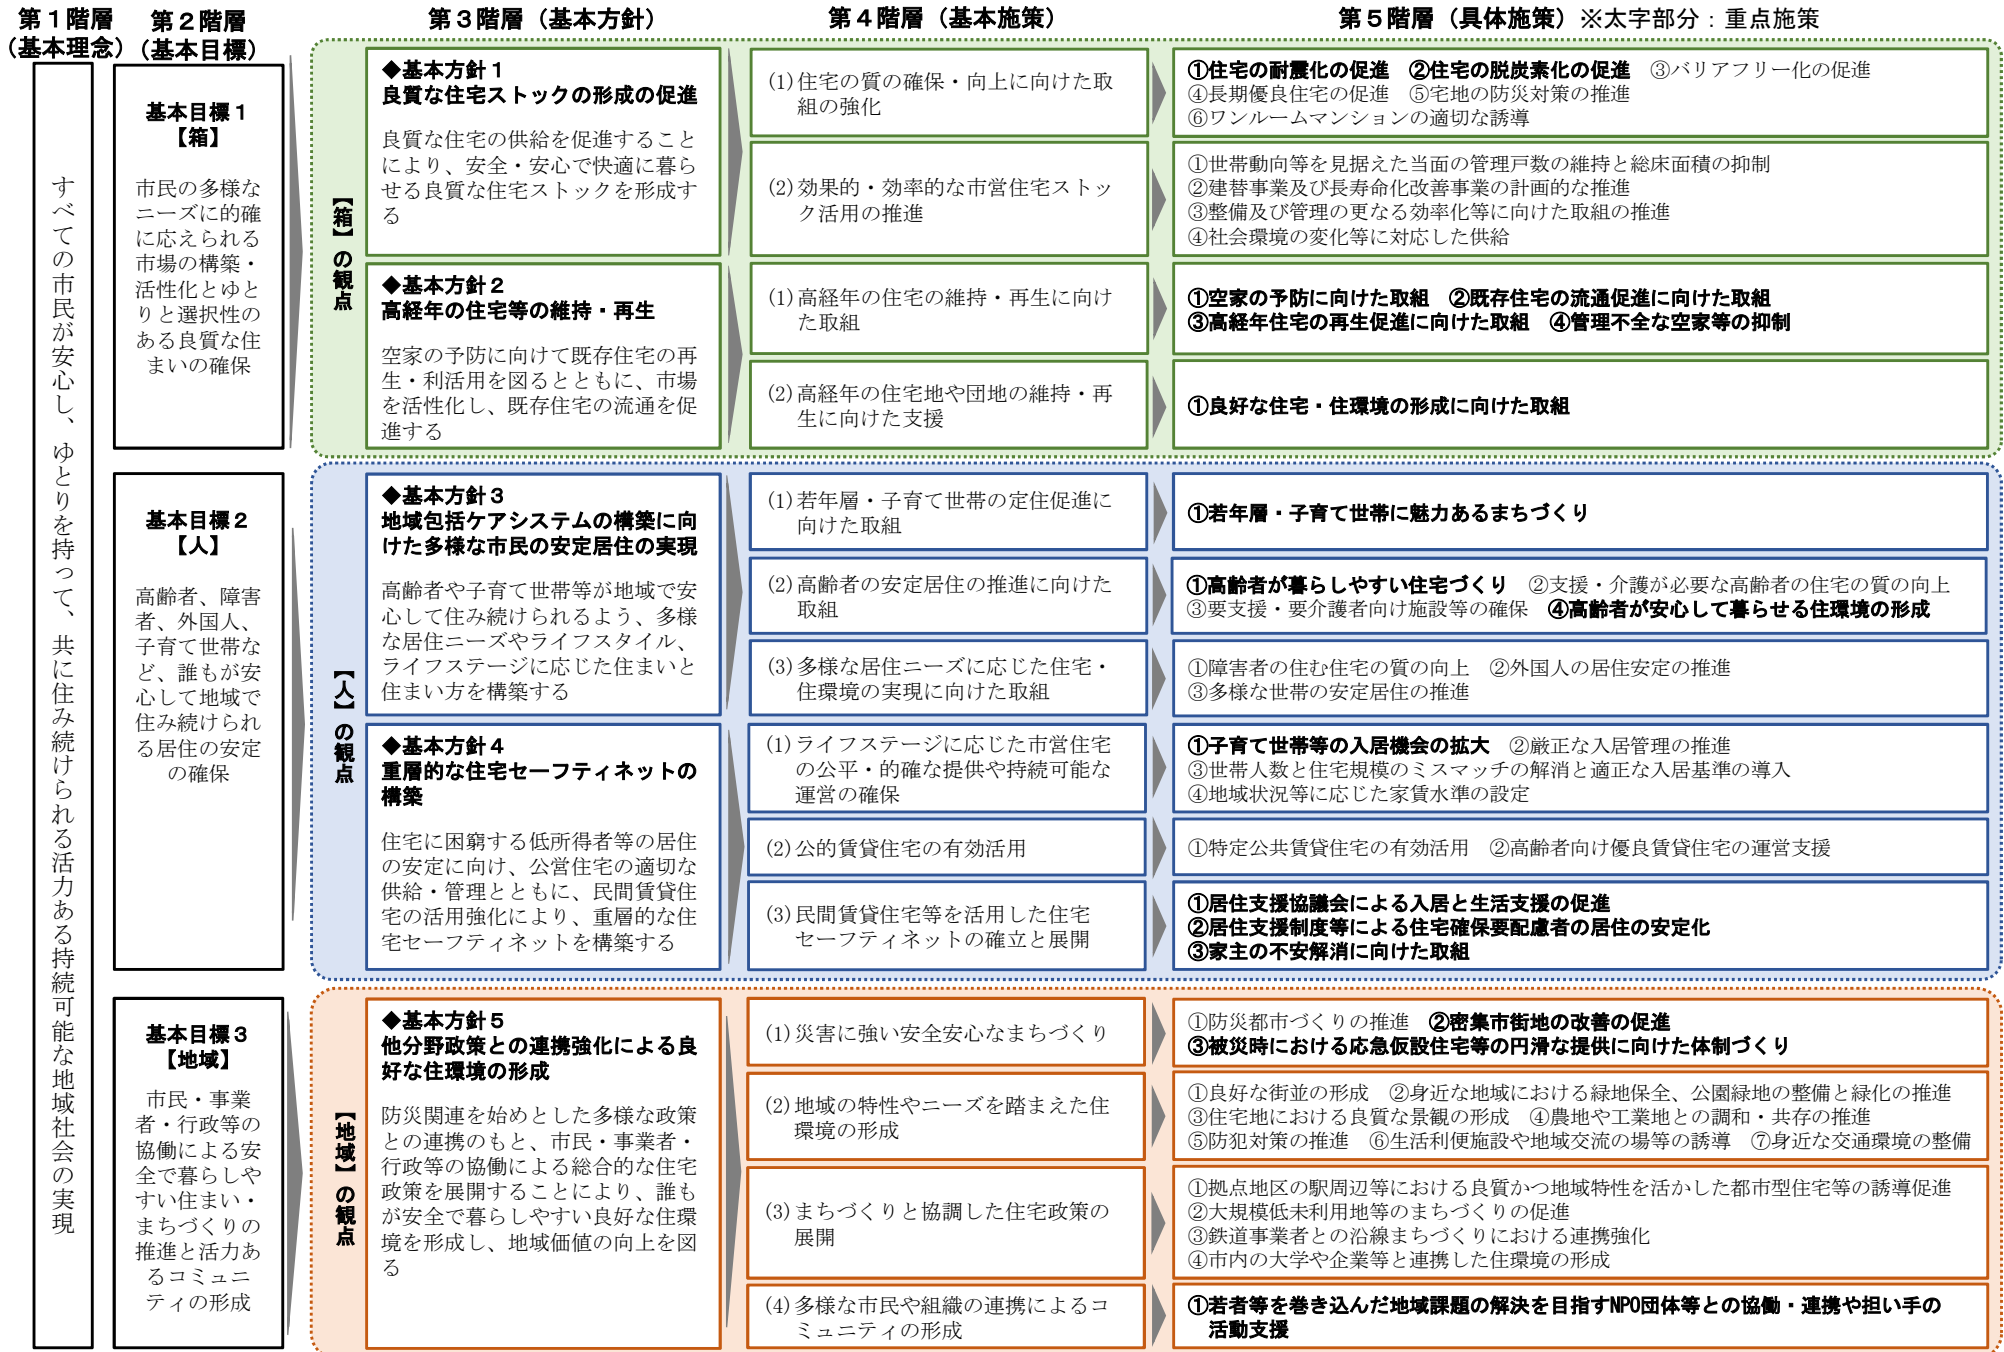 第１階層
（基本理念）
第２階層
（基本目標）
第３階層（基本方針）
第４階層（基本施策）
第５階層（具体施策）※太字部分：重点施策
すべての市民が安心し、ゆとりを持って、共に住み続けられる活力ある持続可能な地域社会の実現
基本目標１
【箱】
市民の多様な
ニーズに的確
に応えられる
市場の構築・
活性化とゆと
りと選択性の
ある良質な住
まいの確保
【箱】の観点
◆基本方針１
良質な住宅ストックの形成の促進
良質な住宅の供給を促進すること
により、安全・安心で快適に暮ら
せる良質な住宅ストックを形成す
る
(1)住宅の質の確保・向上に向けた取
組の強化
①住宅の耐震化の促進　②住宅の脱炭素化の促進　③バリアフリー化の促進
④長期優良住宅の促進　⑤宅地の防災対策の推進
⑥ワンルームマンションの適切な誘導
(2)効果的・効率的な市営住宅ストッ
ク活用の推進
①世帯動向等を見据えた当面の管理戸数の維持と総床面積の抑制
②建替事業及び長寿命化改善事業の計画的な推進
③整備及び管理の更なる効率化等に向けた取組の推進
④社会環境の変化等に対応した供給
◆基本方針２
高経年の住宅等の維持・再生
空家の予防に向けて既存住宅の再
生・利活用を図るとともに、市場
を活性化し、既存住宅の流通を促
進する
(1)高経年の住宅の維持・再生に向け
た取組
①空家の予防に向けた取組　②既存住宅の流通促進に向けた取組
③高経年住宅の再生促進に向けた取組　④管理不全な空家等の抑制
(2)高経年の住宅地や団地の維持・再
生に向けた支援
①良好な住宅・住環境の形成に向けた取組
基本目標２
【人】
高齢者、障害
者、外国人、
子育て世帯な
ど、誰もが安
心して地域で
住み続けられ
る居住の安定
の確保
【人】の観点
◆基本方針３
地域包括ケアシステムの構築に向
けた多様な市民の安定居住の実現
高齢者や子育て世帯等が地域で安
心して住み続けられるよう、多様
な居住ニーズやライフスタイル、
ライフステージに応じた住まいと
住まい方を構築する
(1)若年層・子育て世帯の定住促進に
向けた取組
①若年層・子育て世帯に魅力あるまちづくり
(2)高齢者の安定居住の推進に向けた
取組
①高齢者が暮らしやすい住宅づくり　②支援・介護が必要な高齢者の住宅の質の向上
③要支援・要介護者向け施設等の確保　④高齢者が安心して暮らせる住環境の形成
(3)多様な居住ニーズに応じた住宅・
住環境の実現に向けた取組
①障害者の住む住宅の質の向上　②外国人の居住安定の推進
③多様な世帯の安定居住の推進
◆基本方針４
重層的な住宅セーフティネットの
構築
住宅に困窮する低所得者等の居住
の安定に向け、公営住宅の適切な
供給・管理とともに、民間賃貸住
宅の活用強化により、重層的な住
宅セーフティネットを構築する
(1)ライフステージに応じた市営住宅
の公平・的確な提供や持続可能な
運営の確保
①子育て世帯等の入居機会の拡大　②厳正な入居管理の推進
③世帯人数と住宅規模のミスマッチの解消と適正な入居基準の導入
④地域状況等に応じた家賃水準の設定
(2)公的賃貸住宅の有効活用
①特定公共賃貸住宅の有効活用　②高齢者向け優良賃貸住宅の運営支援
(3)民間賃貸住宅等を活用した住宅
セーフティネットの確立と展開
①居住支援協議会による入居と生活支援の促進
②居住支援制度等による住宅確保要配慮者の居住の安定化
③家主の不安解消に向けた取組
基本目標３
【地域】
市民・事業
者・行政等の
協働による安
全で暮らしや
すい住まい・
まちづくりの
推進と活力あ
るコミュニ
ティの形成
【地域】の観点
◆基本方針５
他分野政策との連携強化による良
好な住環境の形成
防災関連を始めとした多様な政策
との連携のもと、市民・事業者・
行政等の協働による総合的な住宅
政策を展開することにより、誰も
が安全で暮らしやすい良好な住環
境を形成し、地域価値の向上を図
る
(1)災害に強い安全安心なまちづくり
①防災都市づくりの推進　②密集市街地の改善の促進
③被災時における応急仮設住宅等の円滑な提供に向けた体制づくり
(2)地域の特性やニーズを踏まえた住
環境の形成
①良好な街並の形成　②身近な地域における緑地保全、公園緑地の整備と緑化の推進
③住宅地における良質な景観の形成　④農地や工業地との調和・共存の推進
⑤防犯対策の推進　⑥生活利便施設や地域交流の場等の誘導　⑦身近な交通環境の整備
(3)まちづくりと協調した住宅政策の
展開
①拠点地区の駅周辺等における良質かつ地域特性を活かした都市型住宅等の誘導促進
②大規模低未利用地等のまちづくりの促進
③鉄道事業者との沿線まちづくりにおける連携強化
④市内の大学や企業等と連携した住環境の形成
(4)多様な市民や組織の連携によるコ
ミュニティの形成
①若者等を巻き込んだ地域課題の解決を目指すNPO団体等との協働・連携や担い手の
活動支援